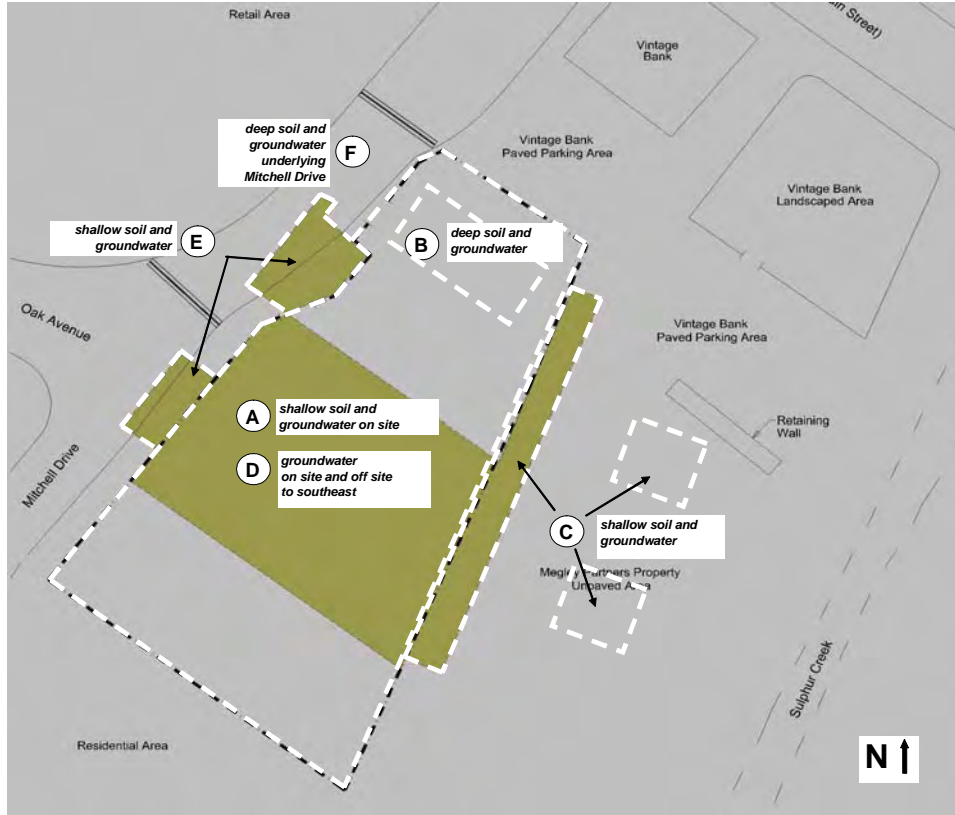 Retail Area
in Street)
Vintage
Bank
deep soil and
groundwater
underlying
Mitchell Drive
F
Vintage Bank
Paved Parking Area
Vintage Bank
Landscaped Area
shallow soil and
groundwater
E
B
deep soil and
groundwater
Oak Avenue
Vintage Bank
Paved Parking Area
A
shallow soil and
groundwater on site
Retaining
Wall
D
groundwater
on site and off site
to southeast
Mitchell Drive
C
shallow soil and
groundwater
Megley Partners Property
Unpaved Area
Sulphur Creek
Residential Area
N